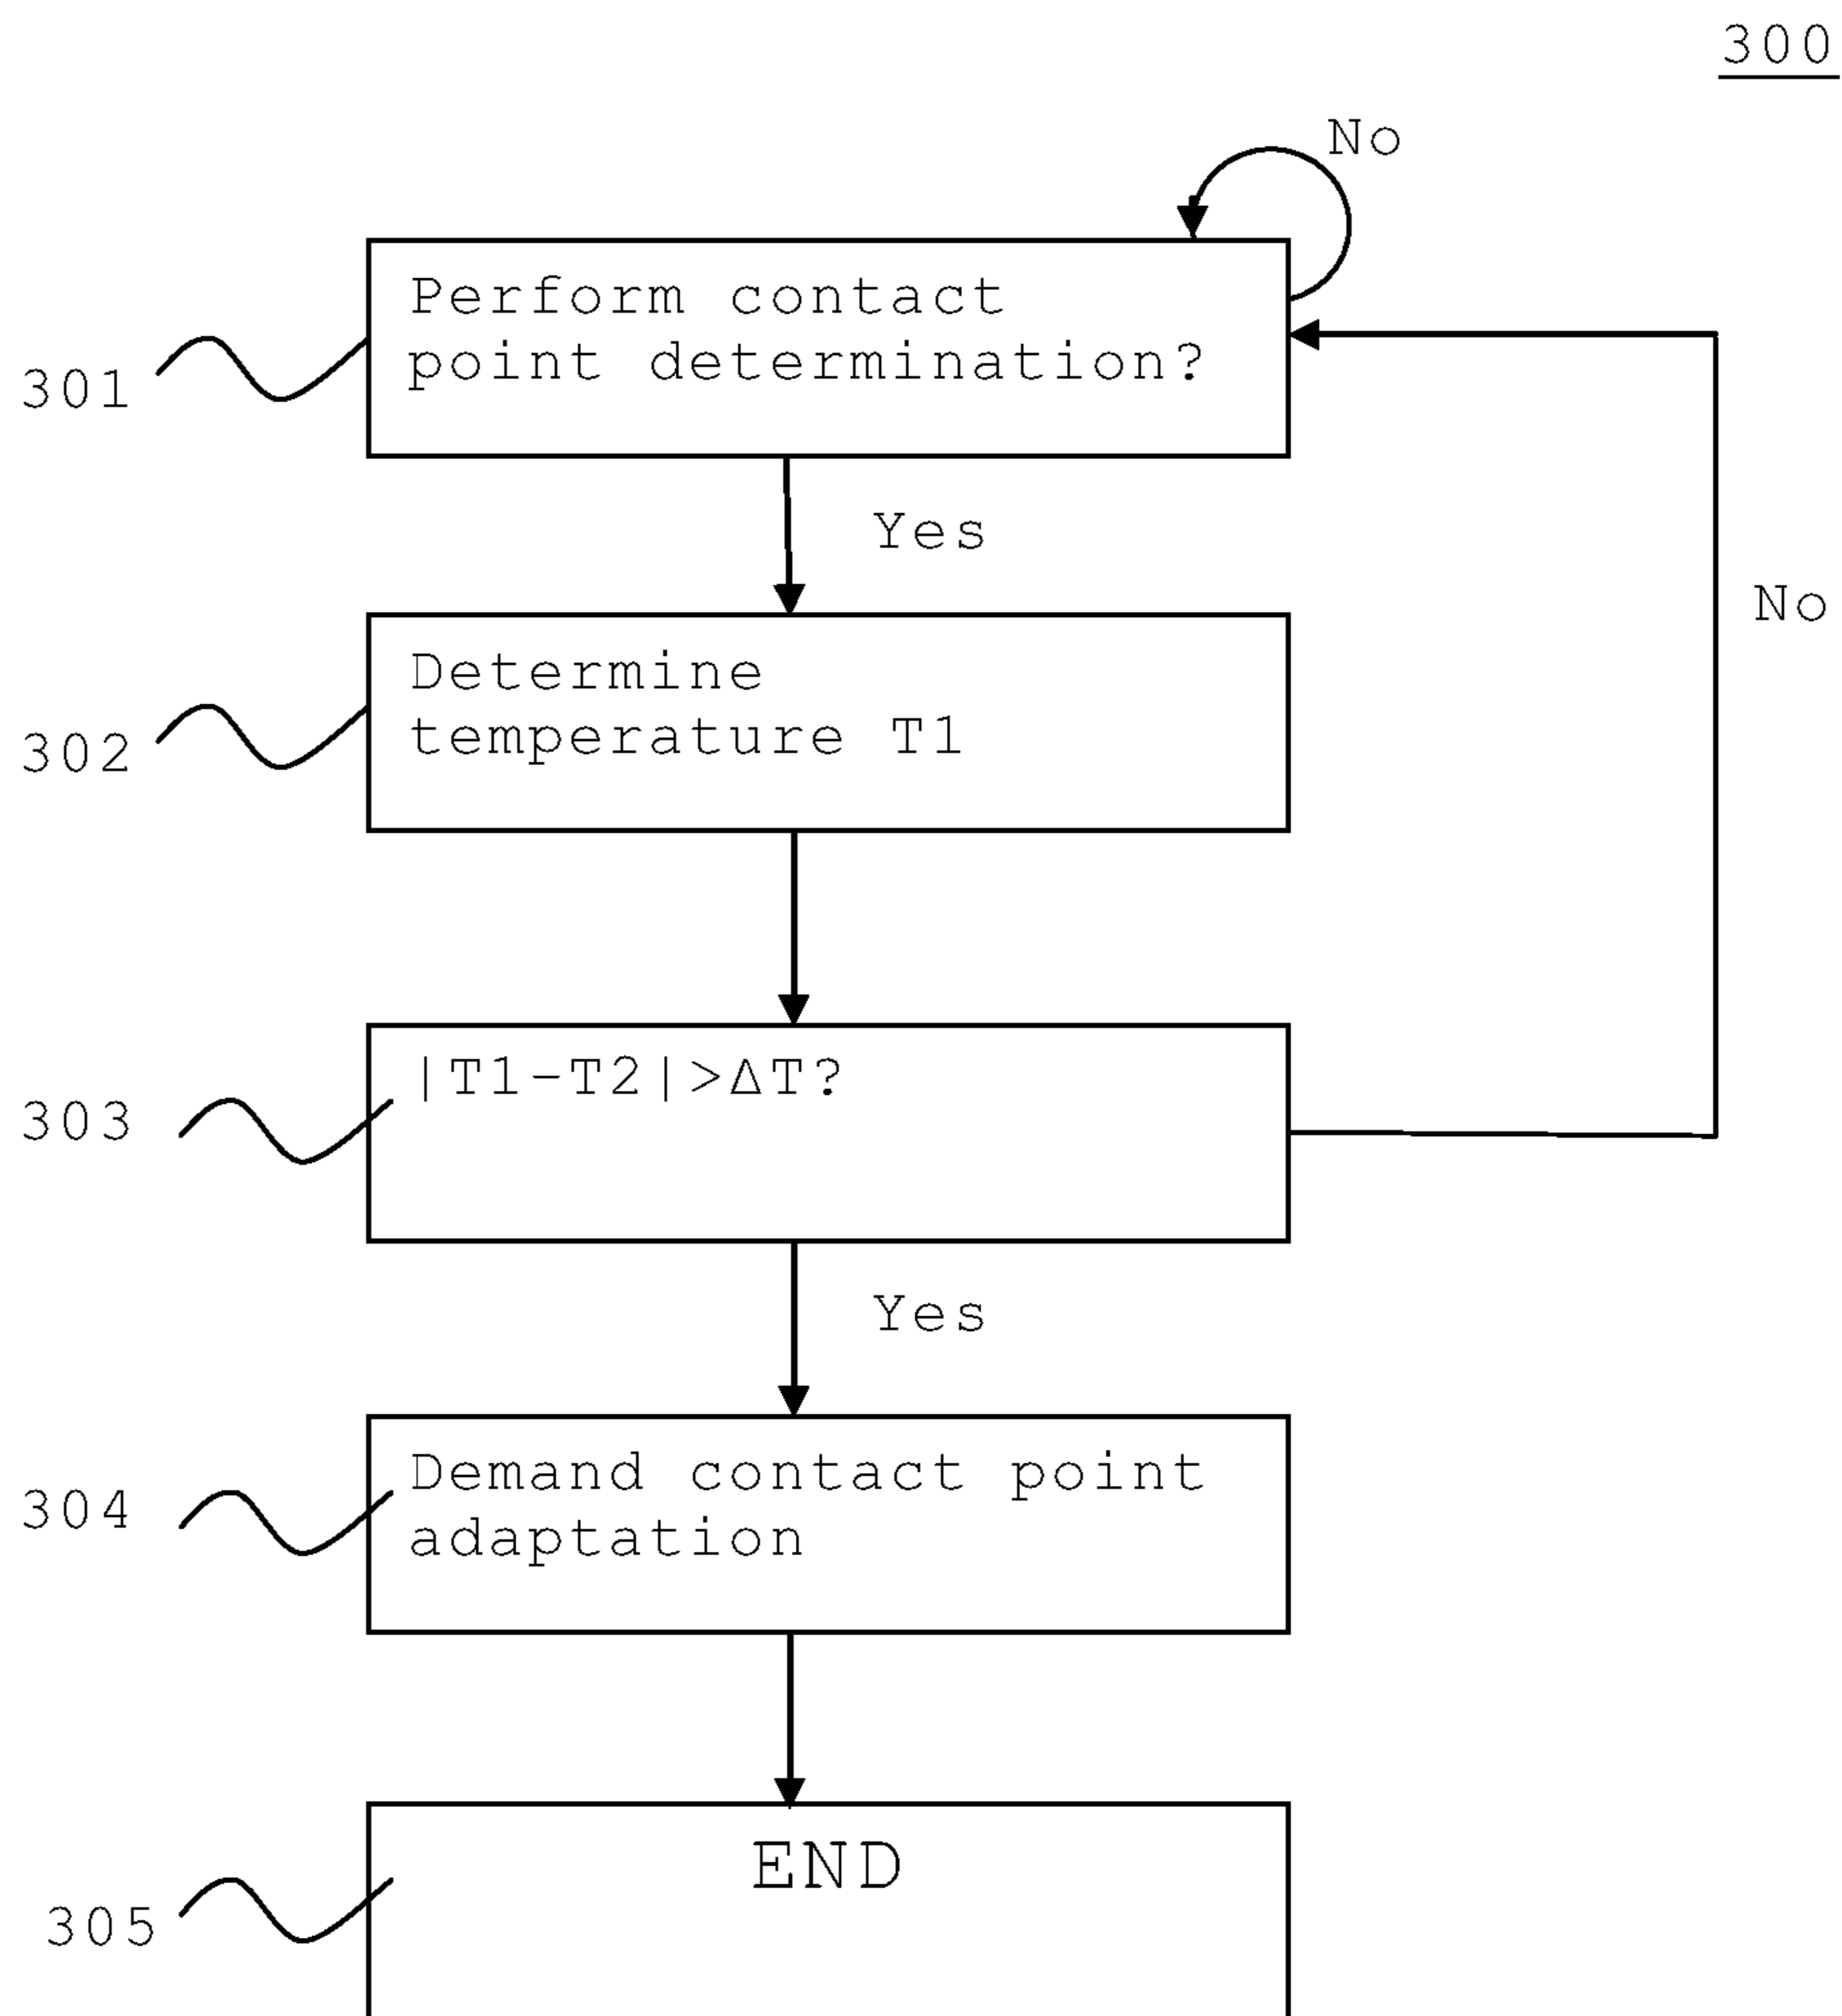 300
No
Perform contact
point determination?
301
Yes
No
Determine
temperature T1
302
|T1-T2|>ΔT?
303
Yes
Demand contact point
adaptation
304
END
305